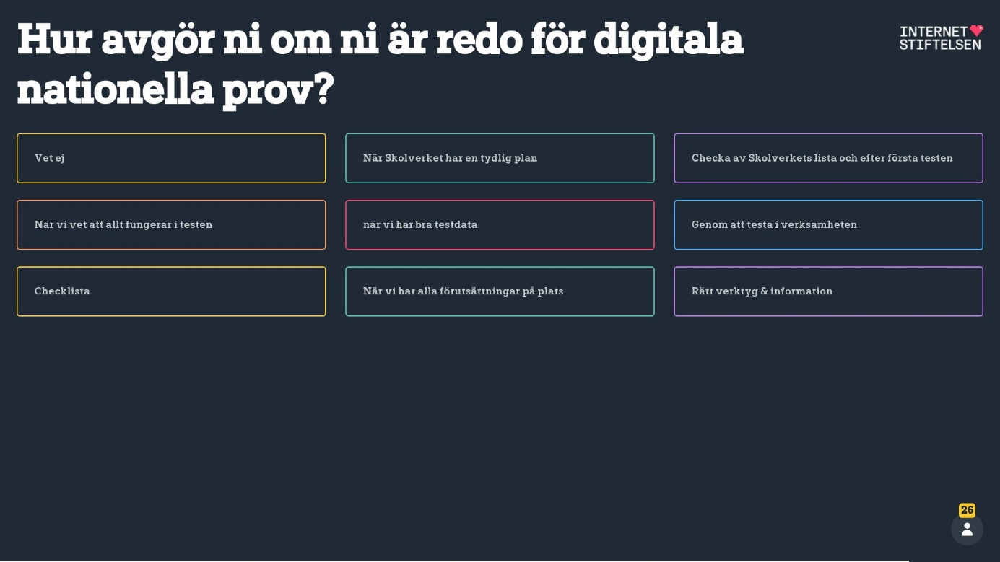 Hur avgör ni om ni är redo för digitala
nationella prov?
INTERNET
STIFTELSEN
Vet ej
När Skolverket har en tydlig plan
Checka av Skolverkets lista och efter första testen
När vi vet att allt fungerar i testen
när vi har bra testdata
Genom att testa i verksamheten
Checklista
När vi har alla förutsättningar på plats
Rätt verktyg & information
26